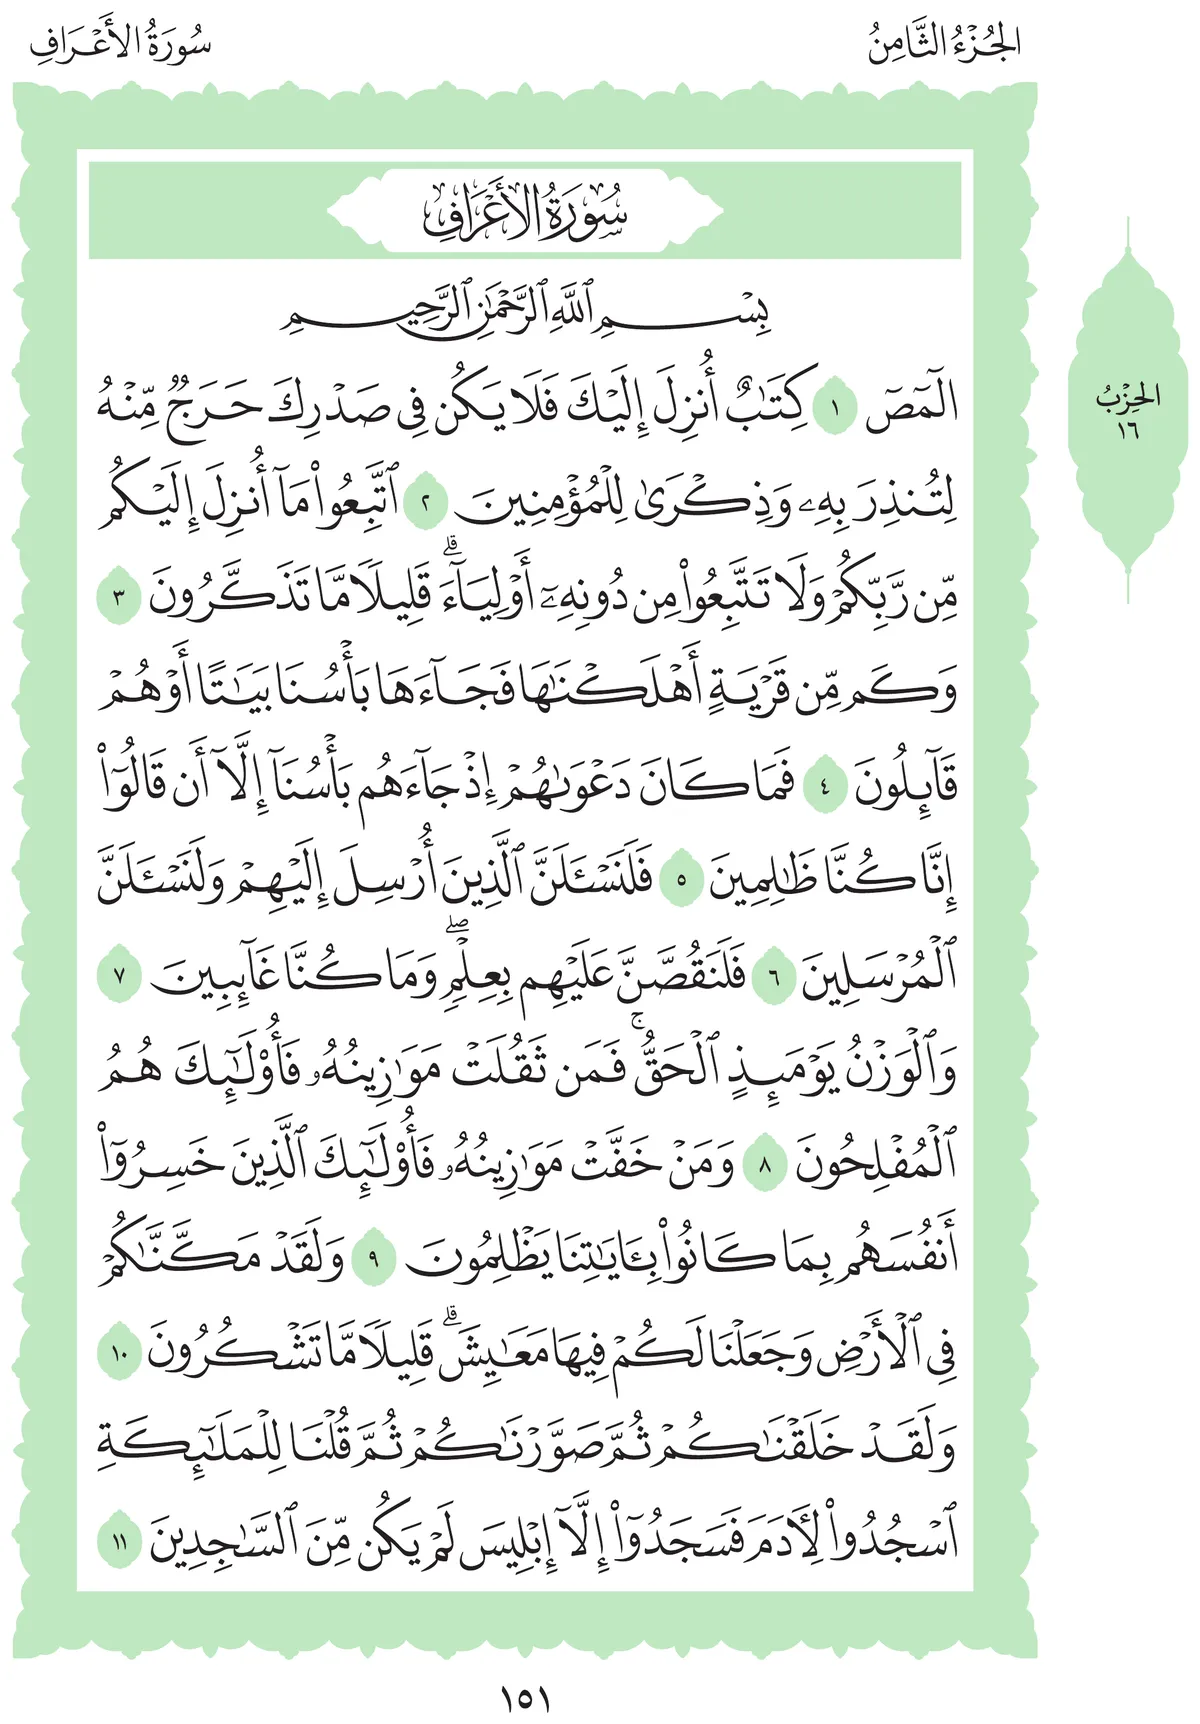 الجُزْءُ الثَّامِنُ
سُورَةُ الأَعْرَافِ
سُورَةُ الأَعْرَافِ
بِسْمِ ٱللَّهِ ٱلرَّحْمَٰنِ ٱلرَّحِيمِ
الٓمٓصٓ ١ كِتَٰبٌ أُنزِلَ إِلَيْكَ فَلَا يَكُن فِى صَدْرِكَ حَرَجٌ مِّنْهُ
لِتُنذِرَ بِهِۦ وَذِكْرَىٰ لِلْمُؤْمِنِينَ ٢ ٱتَّبِعُوا۟ مَآ أُنزِلَ إِلَيْكُم
مِّن رَّبِّكُمْ وَلَا تَتَّبِعُوا۟ مِن دُونِهِۦٓ أَوْلِيَآءَۗ قَلِيلًا مَّا تَذَكَّرُونَ ٣
وَكَم مِّن قَرْيَةٍ أَهْلَكْنَٰهَا فَجَآءَهَا بَأْسُنَا بَيَٰتًا أَوْ هُمْ
قَآئِلُونَ ٤ فَمَا كَانَ دَعْوَىٰهُمْ إِذْ جَآءَهُم بَأْسُنَآ إِلَّآ أَن قَالُوٓا۟
إِنَّا كُنَّا ظَٰلِمِينَ ٥ فَلَنَسْـَٔلَنَّ ٱلَّذِينَ أُرْسِلَ إِلَيْهِمْ وَلَنَسْـَٔلَنَّ
ٱلْمُرْسَلِينَ ٦ فَلَنَقُصَّنَّ عَلَيْهِم بِعِلْمٍۖ وَمَا كُنَّا غَآئِبِينَ ٧
وَٱلْوَزْنُ يَوْمَئِذٍ ٱلْحَقُّۚ فَمَن ثَقُلَتْ مَوَٰزِينُهُۥ فَأُو۟لَٰٓئِكَ هُمُ
ٱلْمُفْلِحُونَ ٨ وَمَنْ خَفَّتْ مَوَٰزِينُهُۥ فَأُو۟لَٰٓئِكَ ٱلَّذِينَ خَسِرُوٓا۟
أَنفُسَهُم بِمَا كَانُوا۟ بِـَٔايَٰتِنَا يَظْلِمُونَ ٩ وَلَقَدْ مَكَّنَّٰكُمْ
فِى ٱلْأَرْضِ وَجَعَلْنَا لَكُمْ فِيهَا مَعَٰيِشَۗ قَلِيلًا مَّا تَشْكُرُونَ ١٠
وَلَقَدْ خَلَقْنَٰكُمْ ثُمَّ صَوَّرْنَٰكُمْ ثُمَّ قُلْنَا لِلْمَلَٰٓئِكَةِ
ٱسْجُدُوا۟ لِـَٔادَمَ فَسَجَدُوٓا۟ إِلَّآ إِبْلِيسَ لَمْ يَكُن مِّنَ ٱلسَّٰجِدِينَ ١١
الحِزْبُ
١٦
١٥١